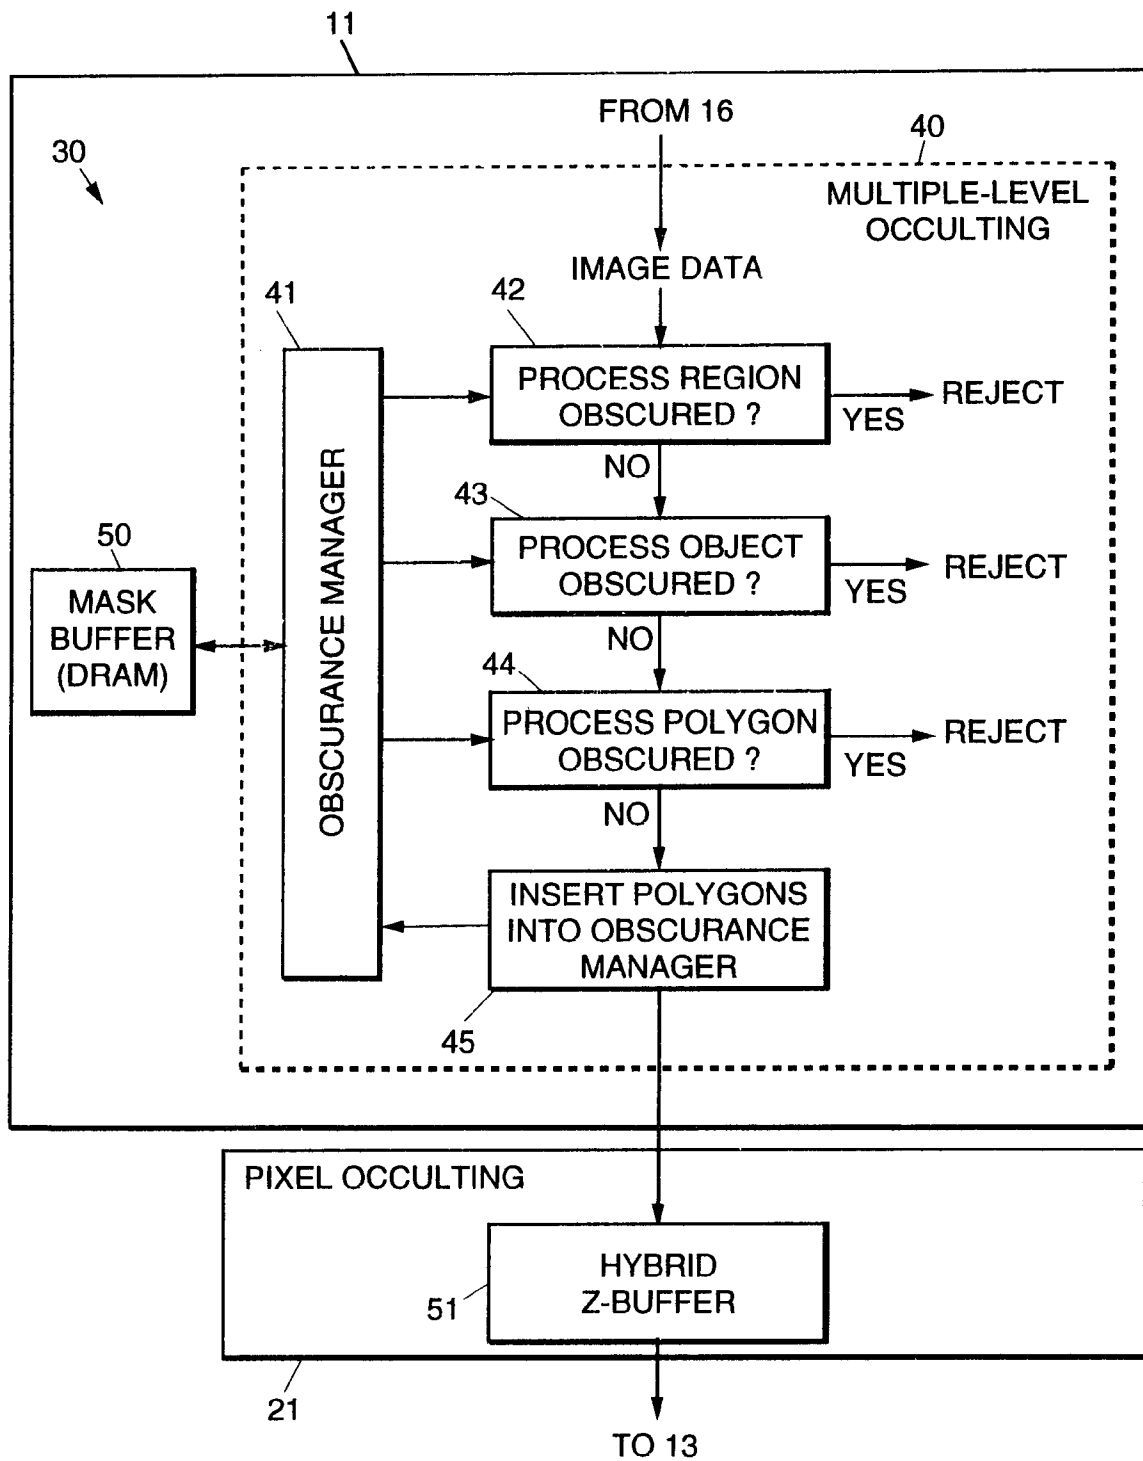 11
FROM 16
40
30
MULTIPLE-LEVEL
OCCULTING
IMAGE DATA
41
42
PROCESS REGION
OBSCURED ?
REJECT
YES
NO
43
PROCESS OBJECT
OBSCURED ?
REJECT
YES
NO
50
MASK
BUFFER
(DRAM)
OBSCURANCE MANAGER
44
PROCESS POLYGON
OBSCURED ?
REJECT
YES
NO
INSERT POLYGONS
INTO OBSCURANCE
MANAGER
45
PIXEL OCCULTING
HYBRID
Z-BUFFER
51
21
TO 13